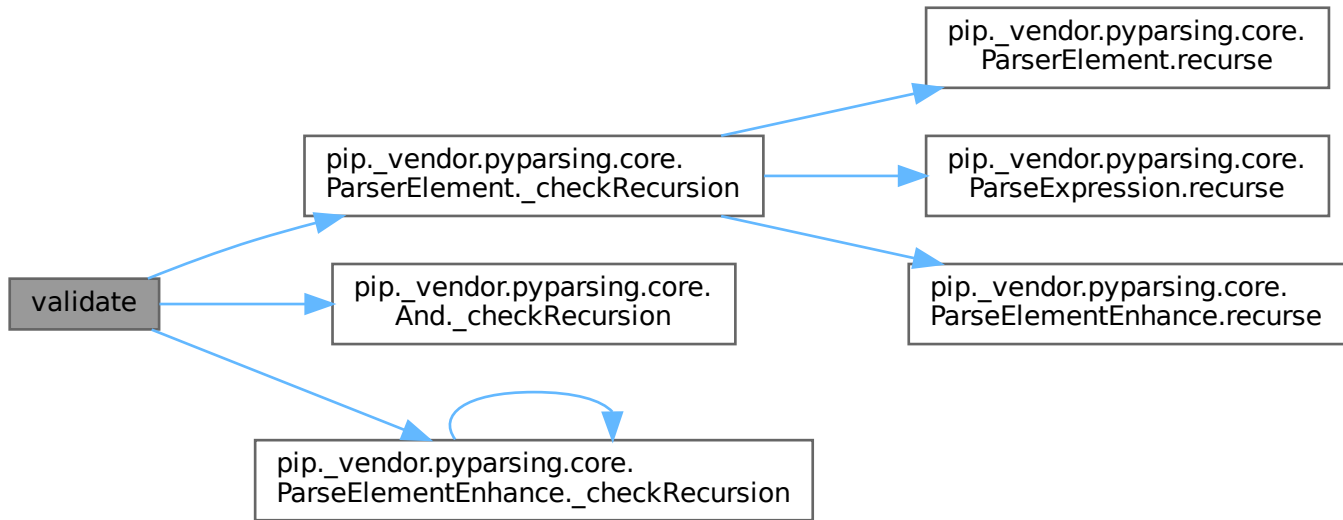 validate
pip._vendor.pyparsing.core.
ParserElement._checkRecursion
pip._vendor.pyparsing.core.
And._checkRecursion
pip._vendor.pyparsing.core.
ParseElementEnhance._checkRecursion
pip._vendor.pyparsing.core.
ParserElement.recurse
pip._vendor.pyparsing.core.
ParseExpression.recurse
pip._vendor.pyparsing.core.
ParseElementEnhance.recurse